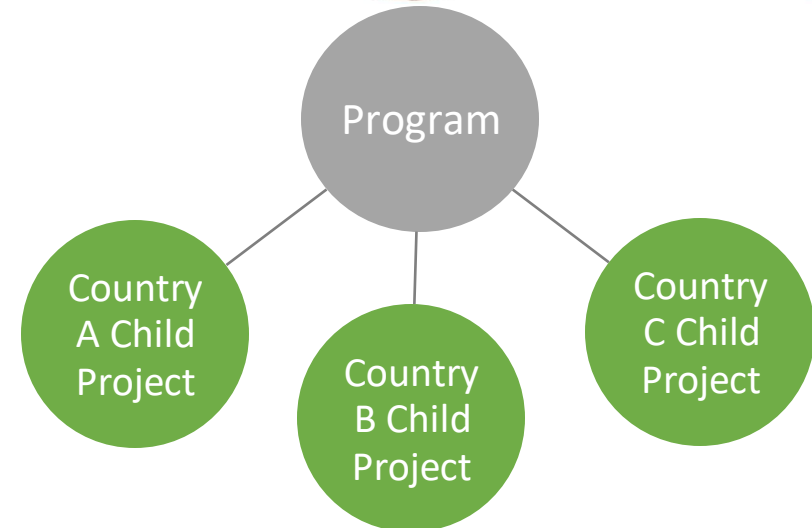 Program
Country
A Child
Project
Country
B Child
Project
Country
C Child
Project